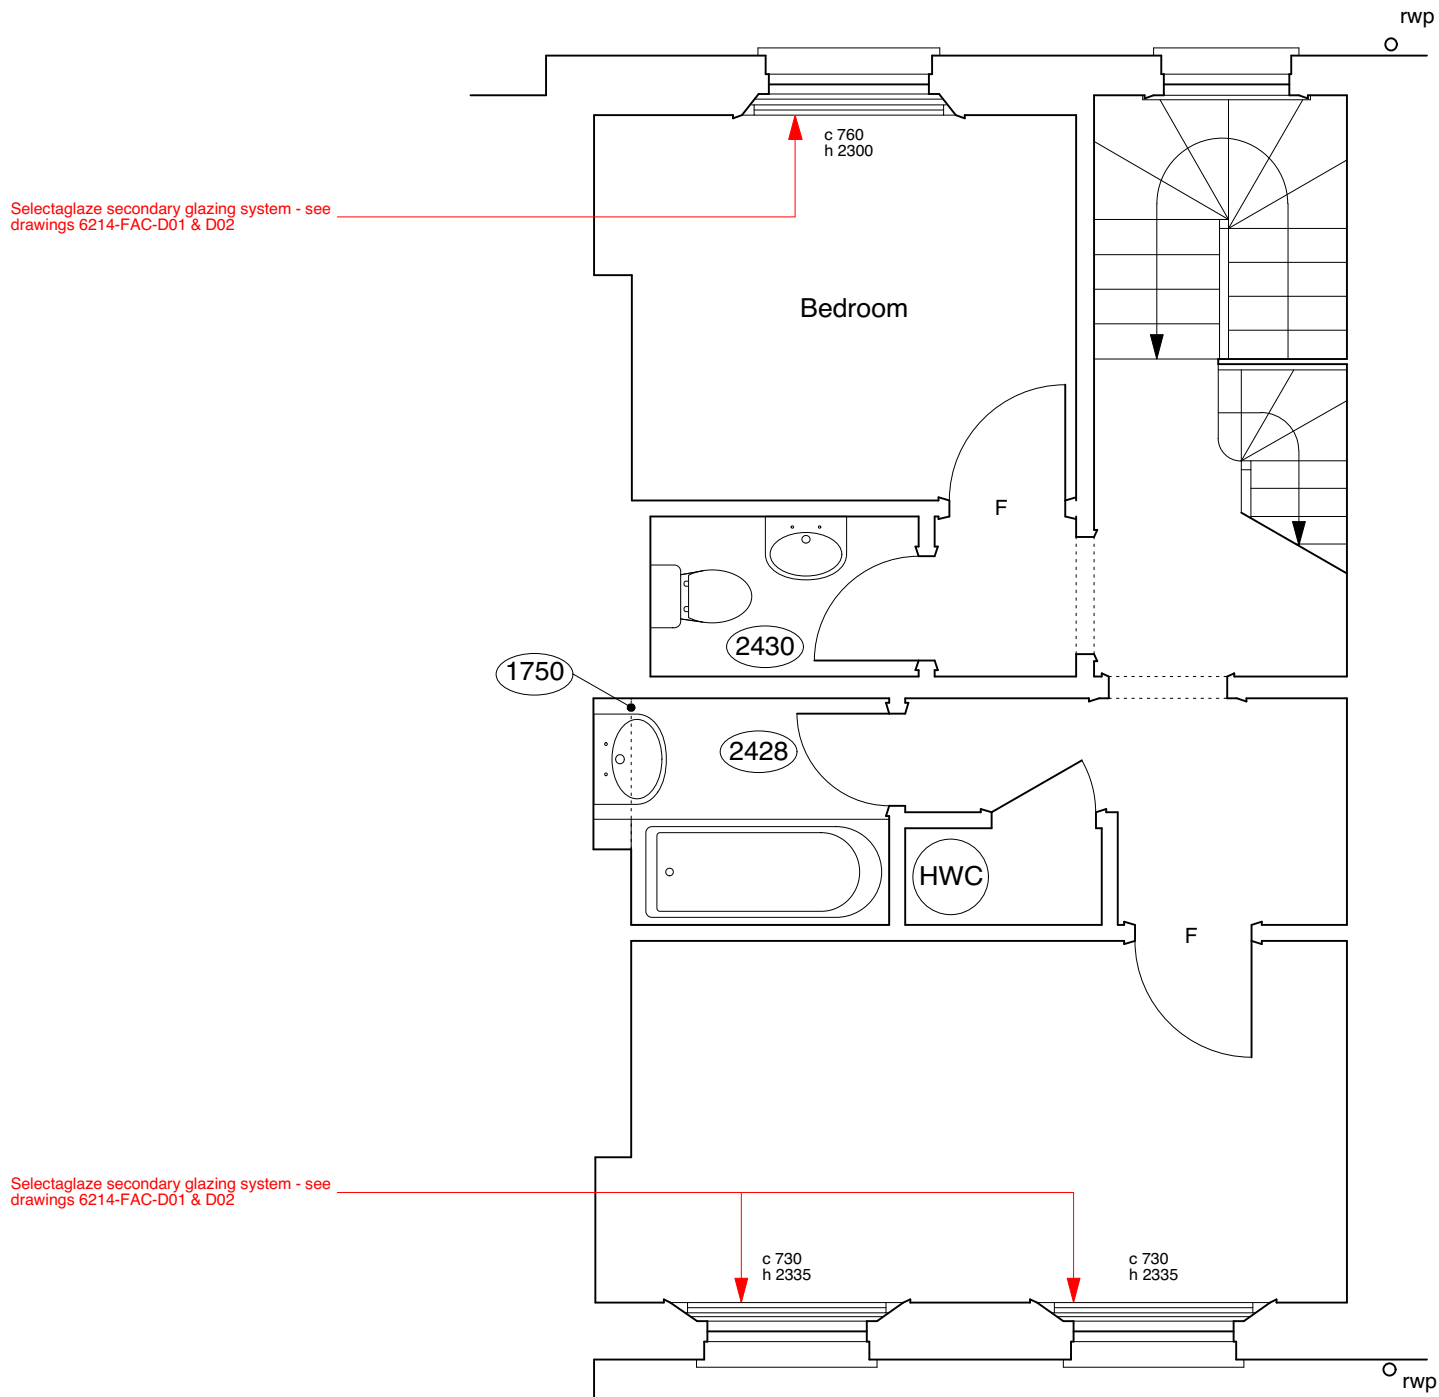 rwp
c 760
h 2300
Selectaglaze secondary glazing system - see
drawings 6214-FAC-D01 & D02
Bedroom
F
2430
1750
2428
HWC
F
Selectaglaze secondary glazing system - see
drawings 6214-FAC-D01 & D02
c 730
h 2335
c 730
h 2335
rwp